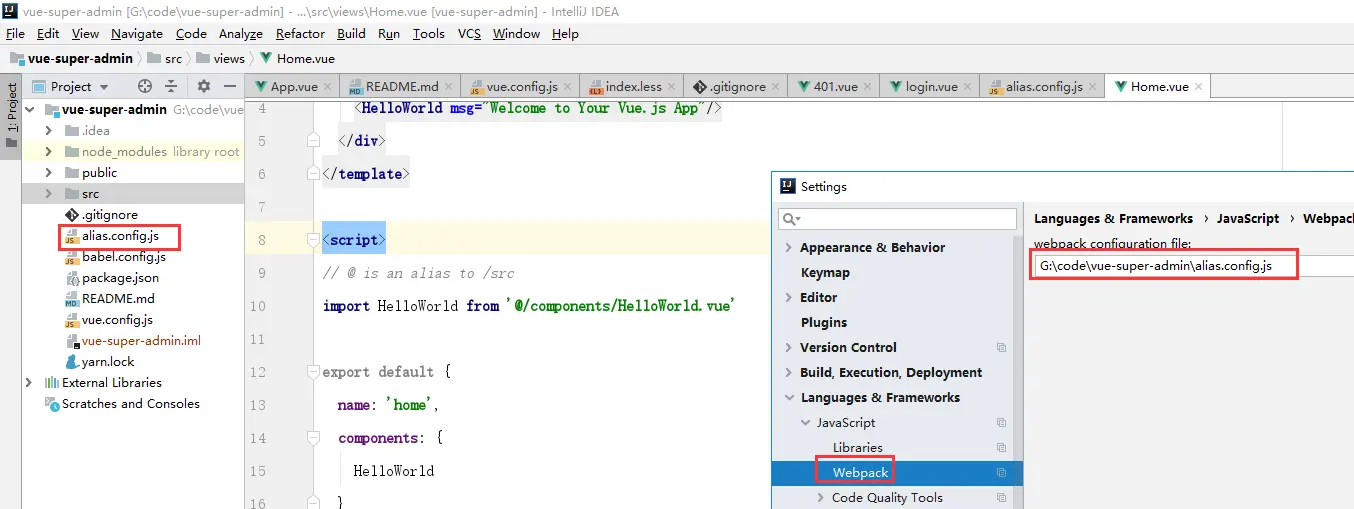 vue-super-admin [G:\code\vue-super-admin] - ...\src\views\Home.vue [vue-super-admin] - IntelliJ IDEA
File Edit View Navigate Code Analyze Refactor Build Run Tools VCS Window Help
vue-super-admin src views Home.vue
1: Project
Project
vue-super-admin G:\code\vue
.idea
node_modules library root
public
src
.gitignore
alias.config.js
babel.config.js
package.json
README.md
vue.config.js
vue-super-admin.iml
yarn.lock
External Libraries
Scratches and Consoles
App.vue README.md vue.config.js index.less .gitignore 401.vue login.vue alias.config.js Home.vue
4 <HelloWorld msg="Welcome to Your Vue.js App"/>
5 </div>
6 </template>
7
8 <script>
9 // @ is an alias to /src
10 import HelloWorld from '@/components/HelloWorld.vue'
11
12 export default {
13 name: 'home',
14 components: {
15 HelloWorld
16 }
Settings
Appearance & Behavior
Keymap
Editor
Plugins
Version Control
Build, Execution, Deployment
Languages & Frameworks
JavaScript
Libraries
Webpack
Code Quality Tools
Languages & Frameworks › JavaScript › Webpack
webpack configuration file:
G:\code\vue-super-admin\alias.config.js